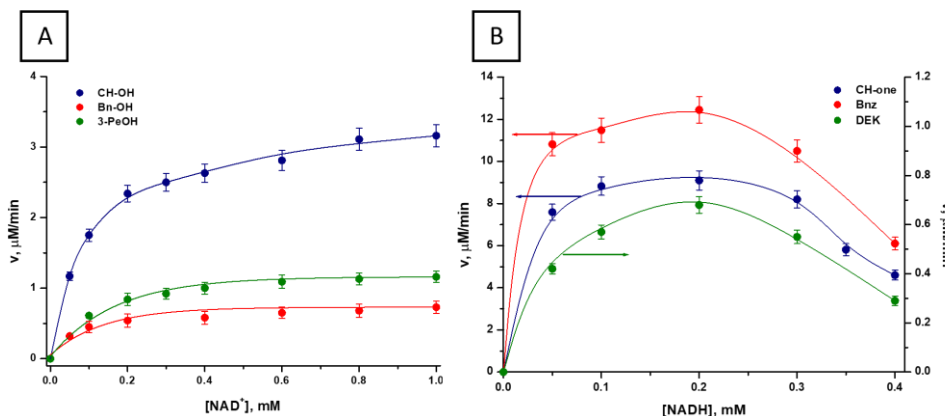 A
CH-OH
Bn-OH
3-PeOH
4
3
2
1
0
v, µM/min
0.0 0.2 0.4 0.6 0.8 1.0
[NAD⁺], mM
B
CH-one
Bnz
DEK
14
12
10
8
6
4
2
0
v, µM/min
1.2
1.0
0.8
0.6
0.4
0.2
0.0
0.0 0.1 0.2 0.3 0.4
[NADH], mM